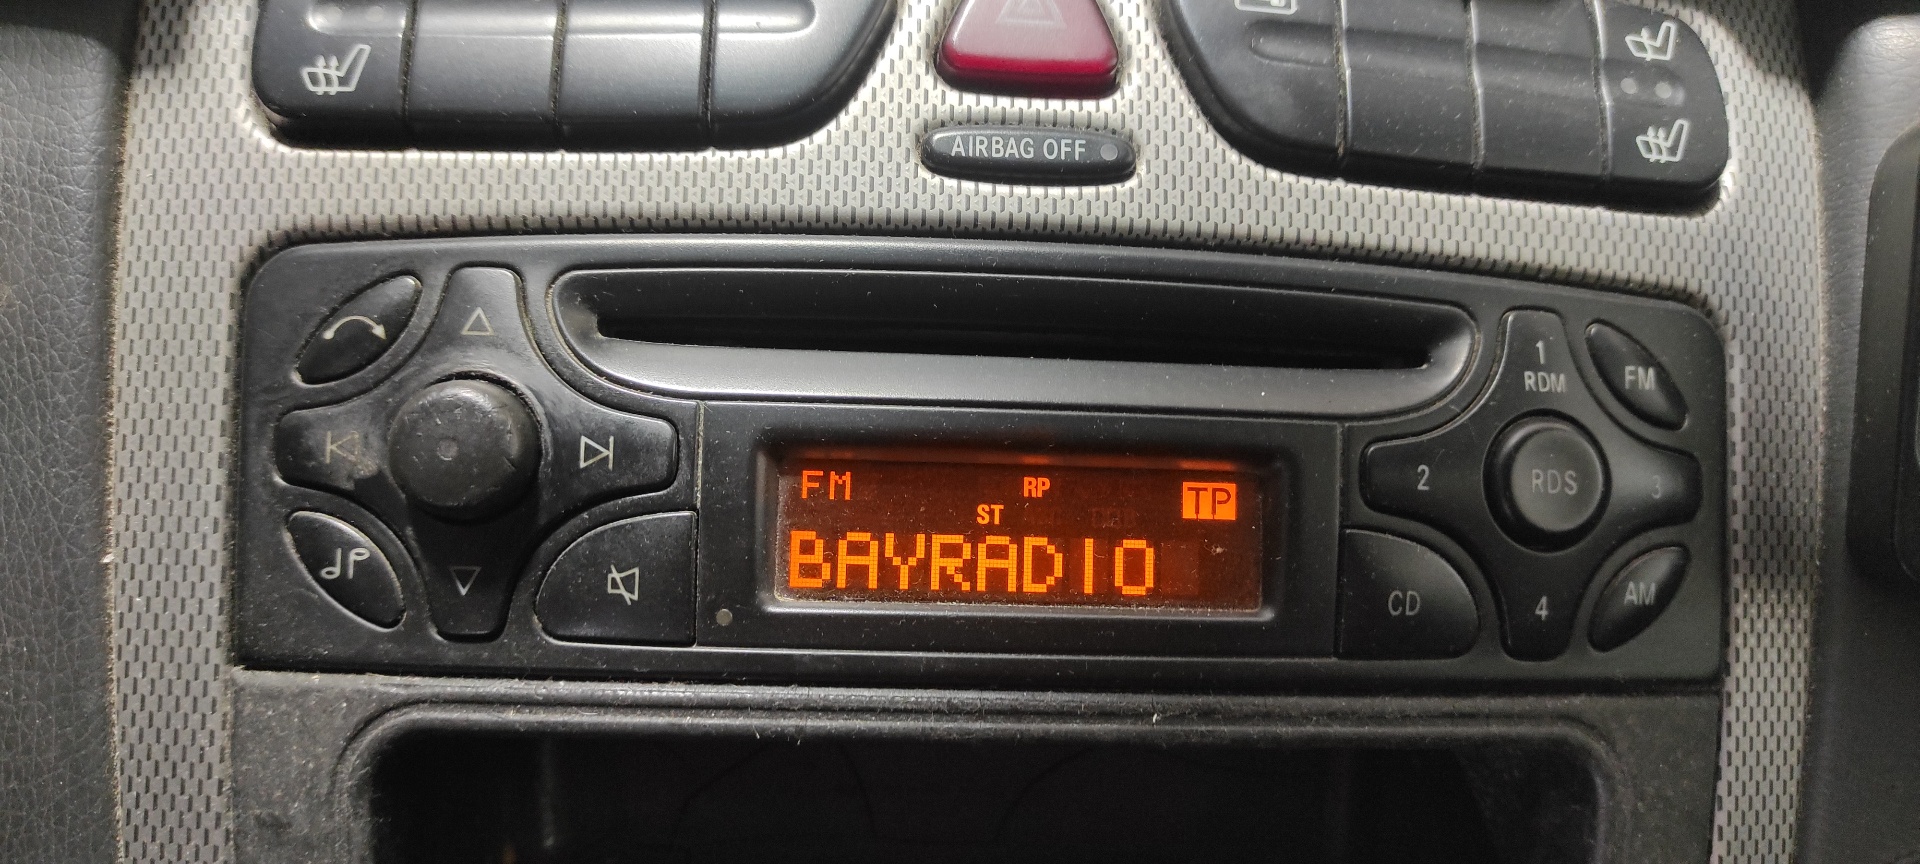 AIRBAG OFF
1
RDM
FM
2
RDS
3
CD
4
AM
FM RP TP
ST
BAYRADIO